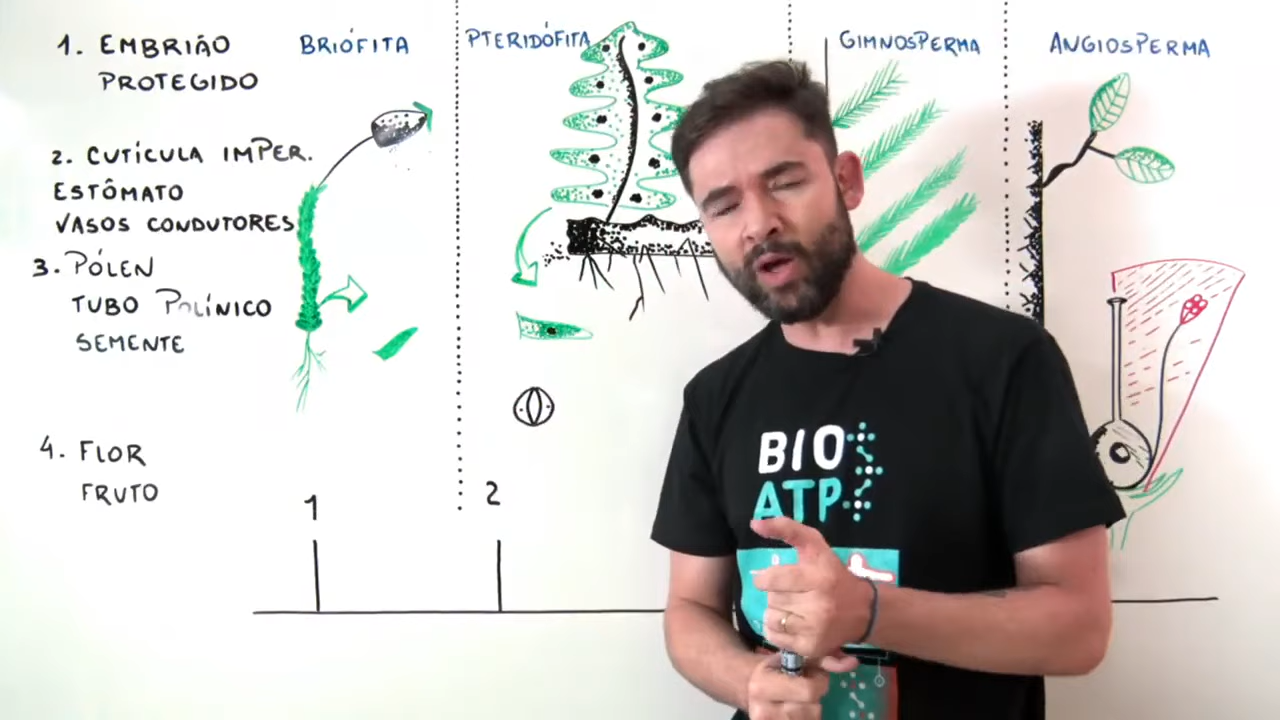 1. EMBRIÃO
PROTEGIDO
2. CUTÍCULA IMPER.
ESTÔMATO
VASOS CONDUTORES
3. PÓLEN
TUBO POLÍNICO
SEMENTE
4. FLOR
FRUTO
BRIÓFITA
PTERIDÓFITA
GIMNOSPERMA
ANGIOSPERMA
1
2
BIO
ATP